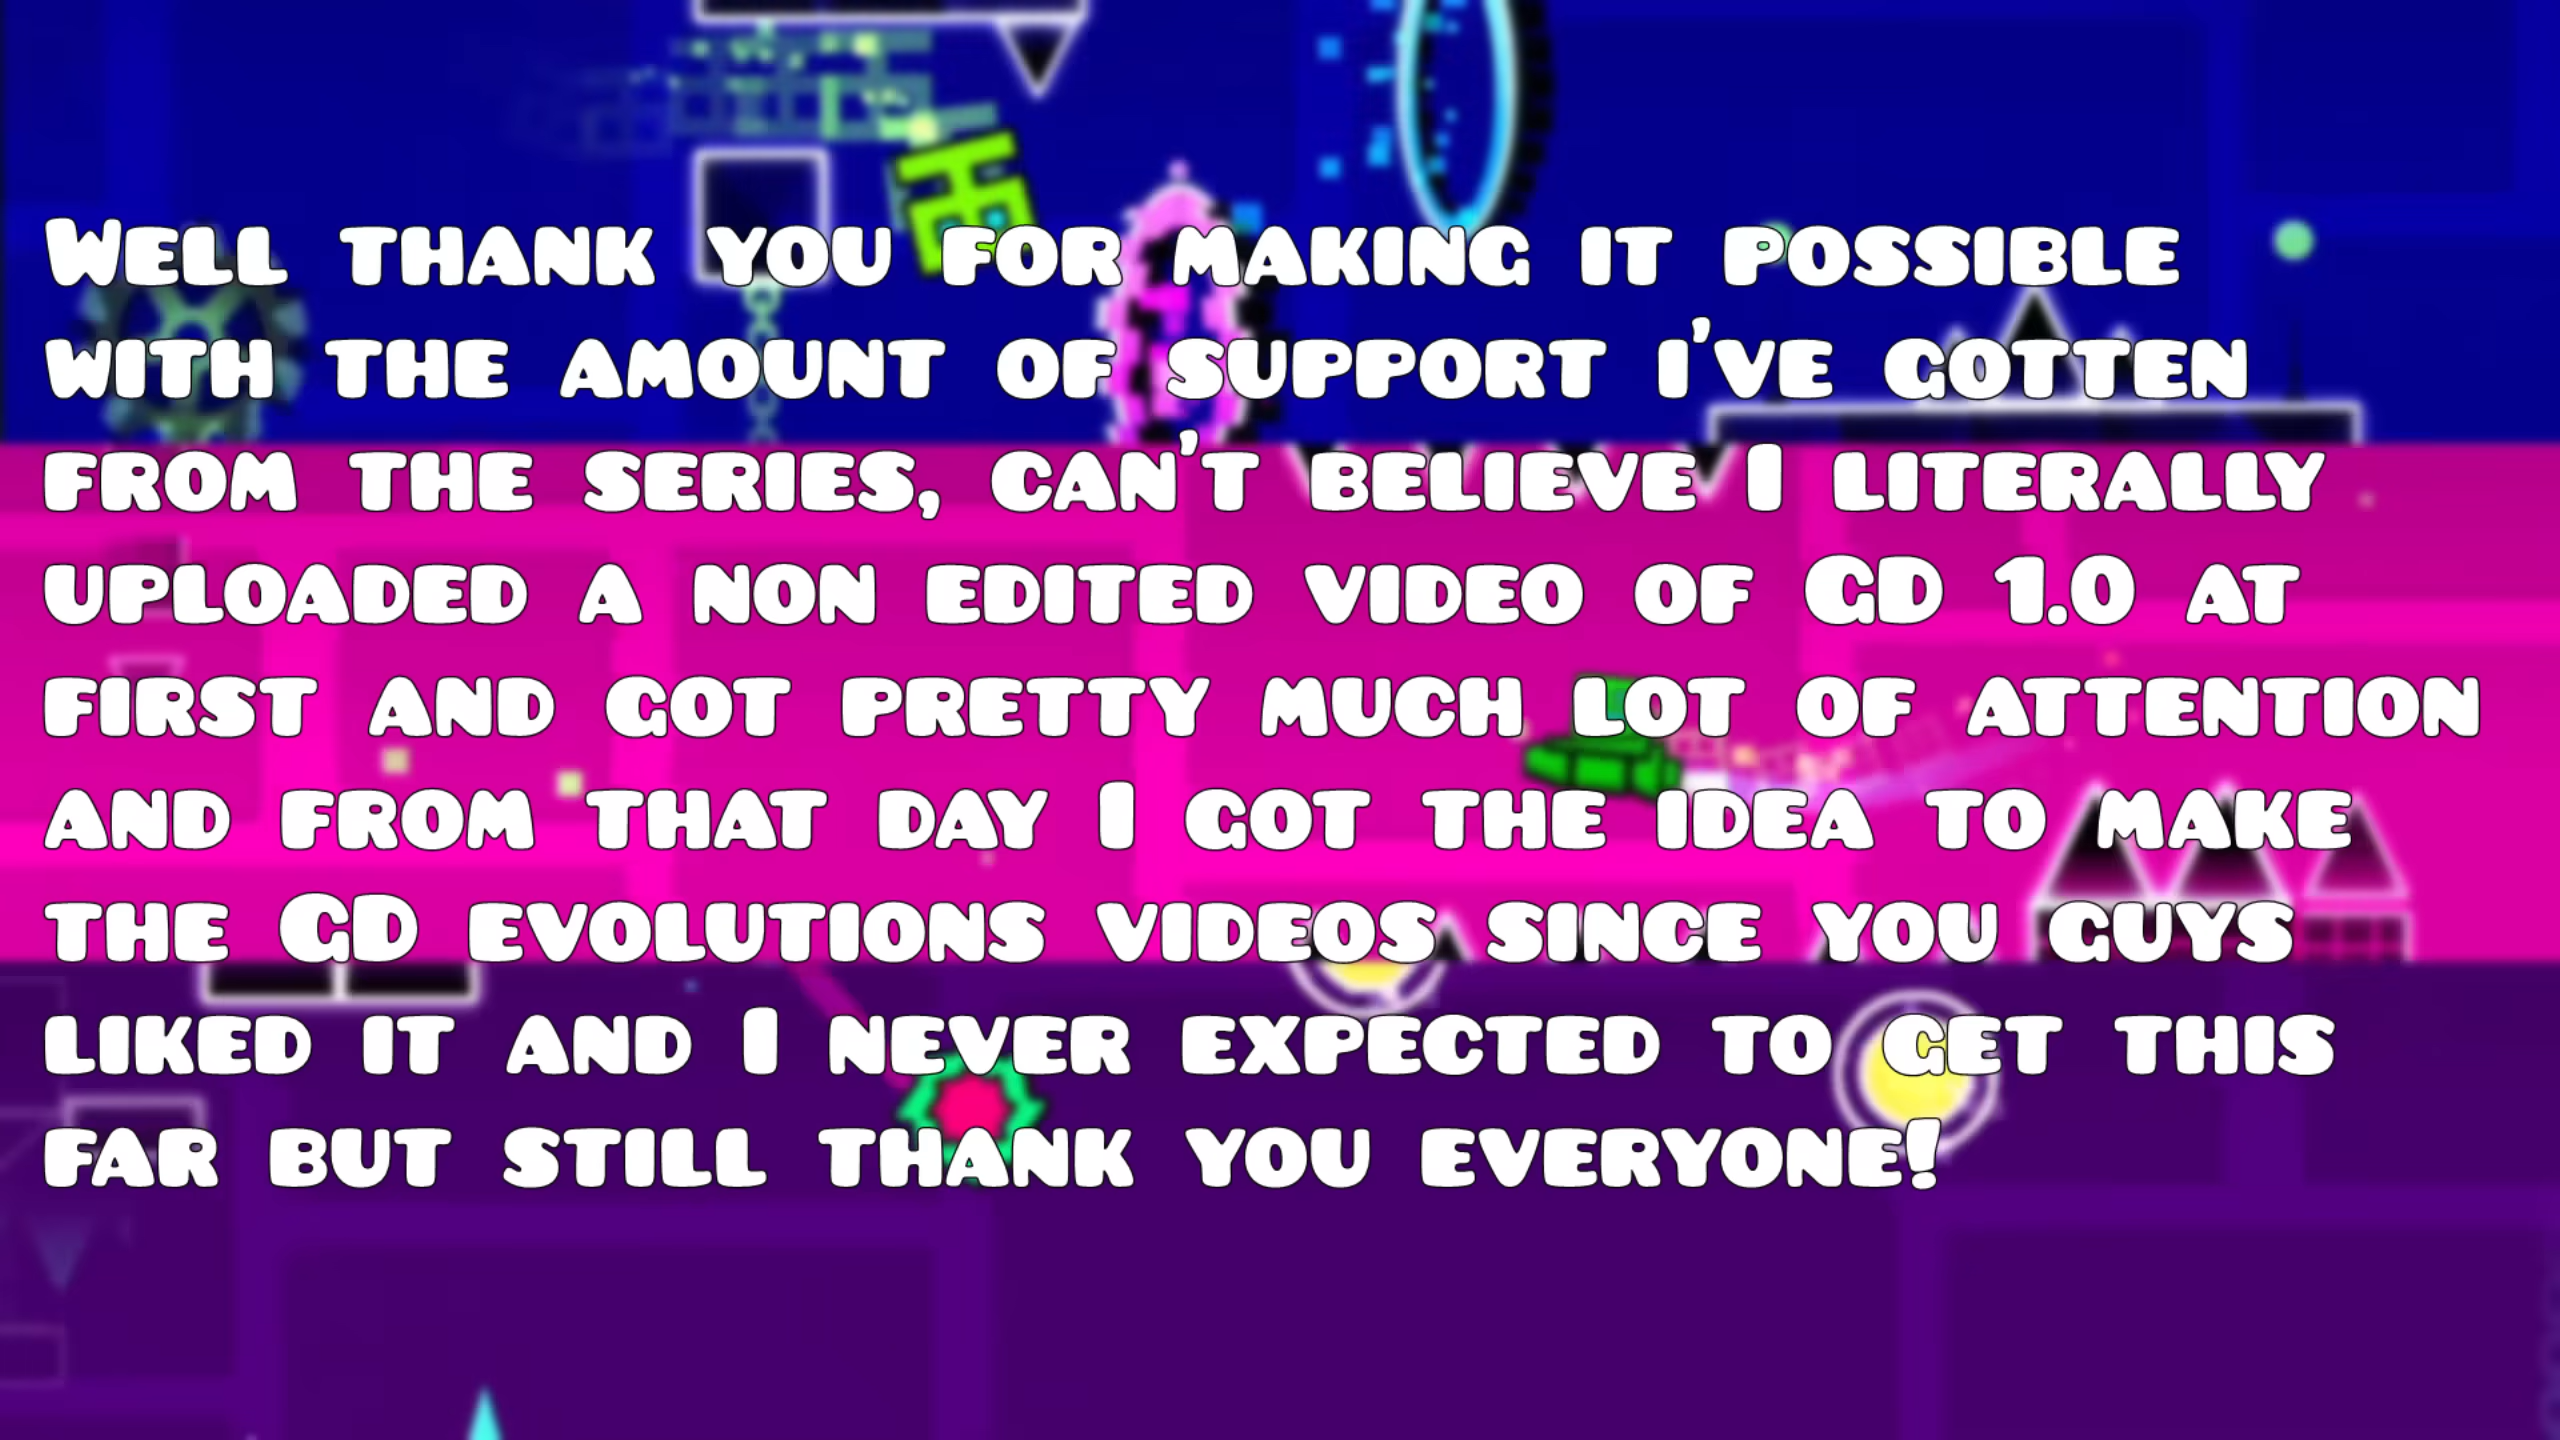 Well thank you for making it possible
with the amount of support i've gotten
from the series, can't believe I literally
uploaded a non edited video of GD 1.0 at
first and got pretty much lot of attention
and from that day I got the idea to make
the GD evolutions videos since you guys
liked it and I never expected to get this
far but still thank you everyone!